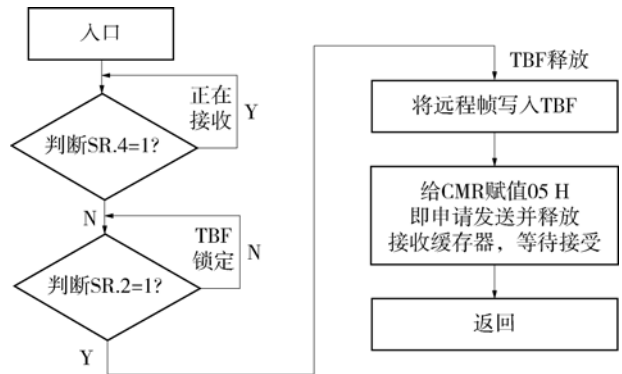 入口
正在
接收
Y
判断SR.4=1?
N
TBF
锁定
N
判断SR.2=1?
Y
TBF释放
将远程帧写入TBF
给CMR赋值05 H
即申请发送并释放
接收缓存器，等待接受
返回